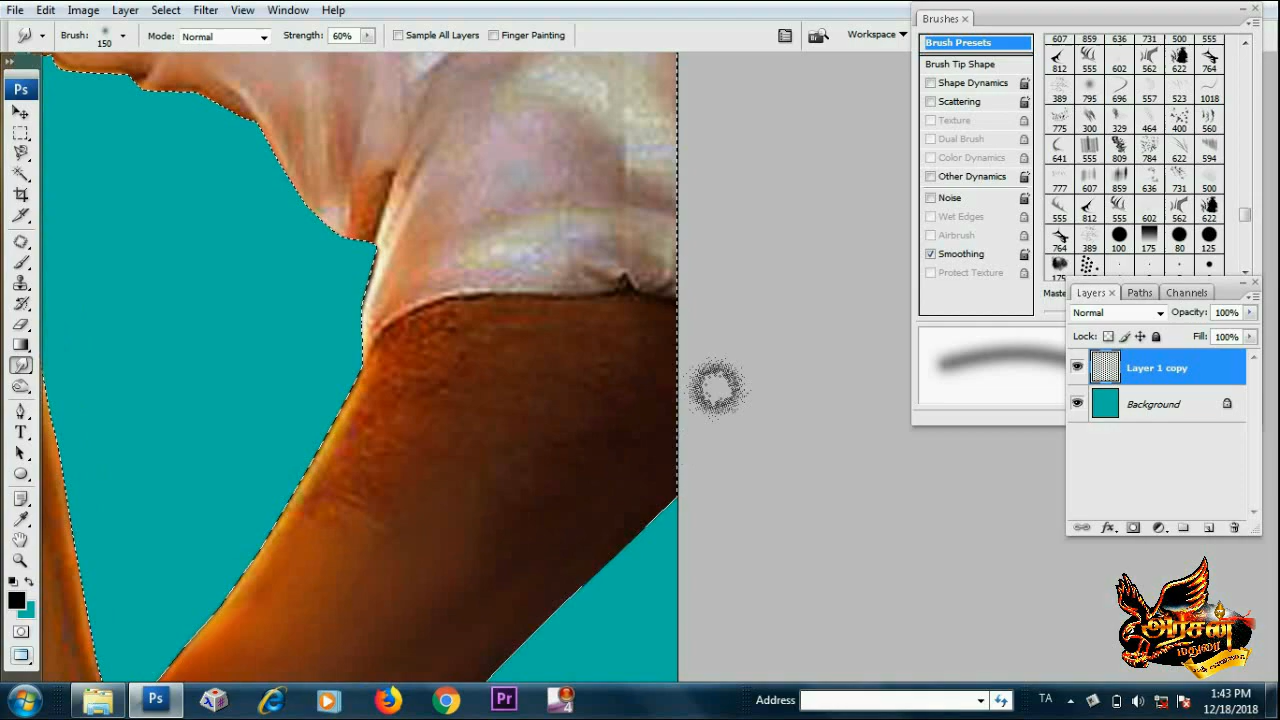 File Edit Image Layer Select Filter View Window Help
Brush: 150 Mode: Normal Strength: 60% Sample All Layers Finger Painting Workspace
Brushes
Brush Presets
Brush Tip Shape
Shape Dynamics
Scattering
Texture
Dual Brush
Color Dynamics
Other Dynamics
Noise
Wet Edges
Airbrush
Smoothing
Protect Texture
607 859 636 731 500 555
812 555 602 562 622 764
389 795 696 557 523 1018
775 300 329 464 400 560
641 555 809 784 622 594
777 607 859 636 731 500
555 812 555 602 562 622
764 389 100 175 80 125
Layers Paths Channels
Normal Opacity: 100%
Lock: Fill: 100%
Layer 1 copy
Background
Ps
T
அரசன்
மதுரை
Ps Pr 4 Address TA 1:43 PM
12/18/2018